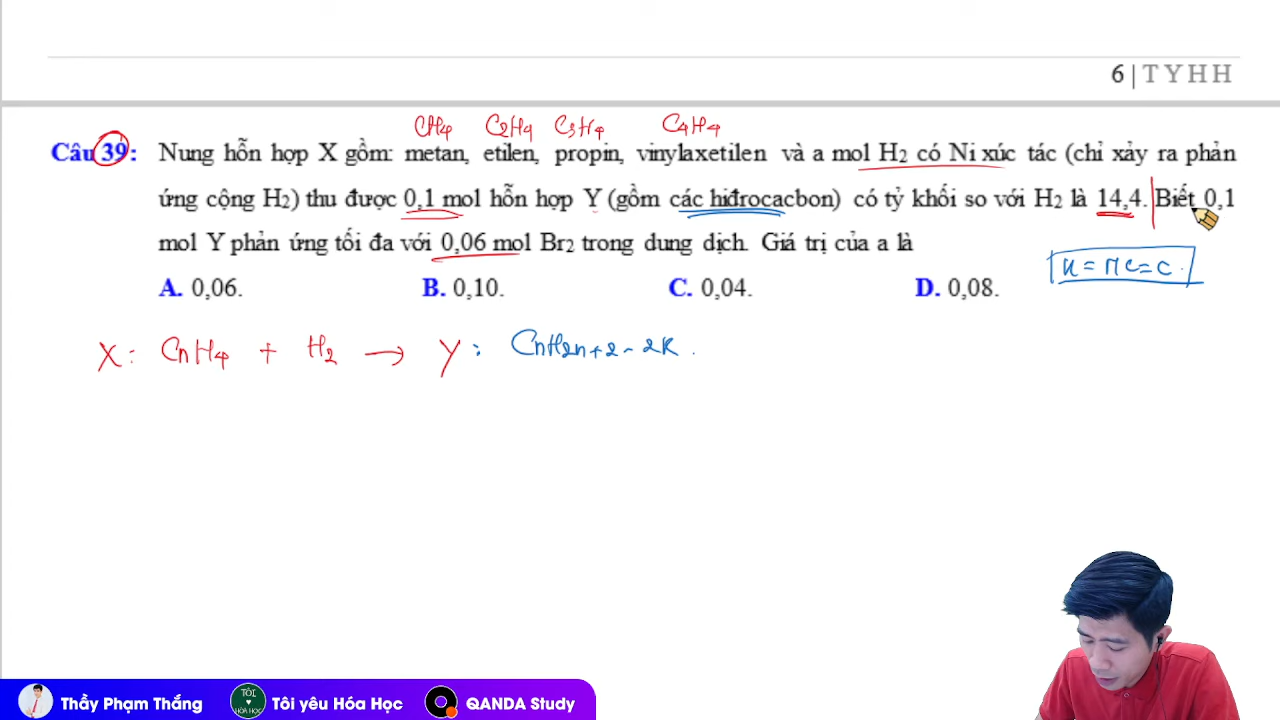 6 | T Y H H
CH4 C2H4 C3H4 C4H4
Câu 39: Nung hỗn hợp X gồm: metan, etilen, propin, vinylaxetilen và a mol H2 có Ni xúc tác (chỉ xảy ra phản
ứng cộng H2) thu được 0,1 mol hỗn hợp Y (gồm các hiđrocacbon) có tỷ khối so với H2 là 14,4. Biết 0,1
mol Y phản ứng tối đa với 0,06 mol Br2 trong dung dịch. Giá trị của a là
K = πC=C.
A. 0,06. B. 0,10. C. 0,04. D. 0,08.
X: CnH4 + H2 → Y: CnH2n+2-2K.
Thầy Phạm Thắng TÔI ♥ HÓA HỌC Tôi yêu Hóa Học QANDA Study